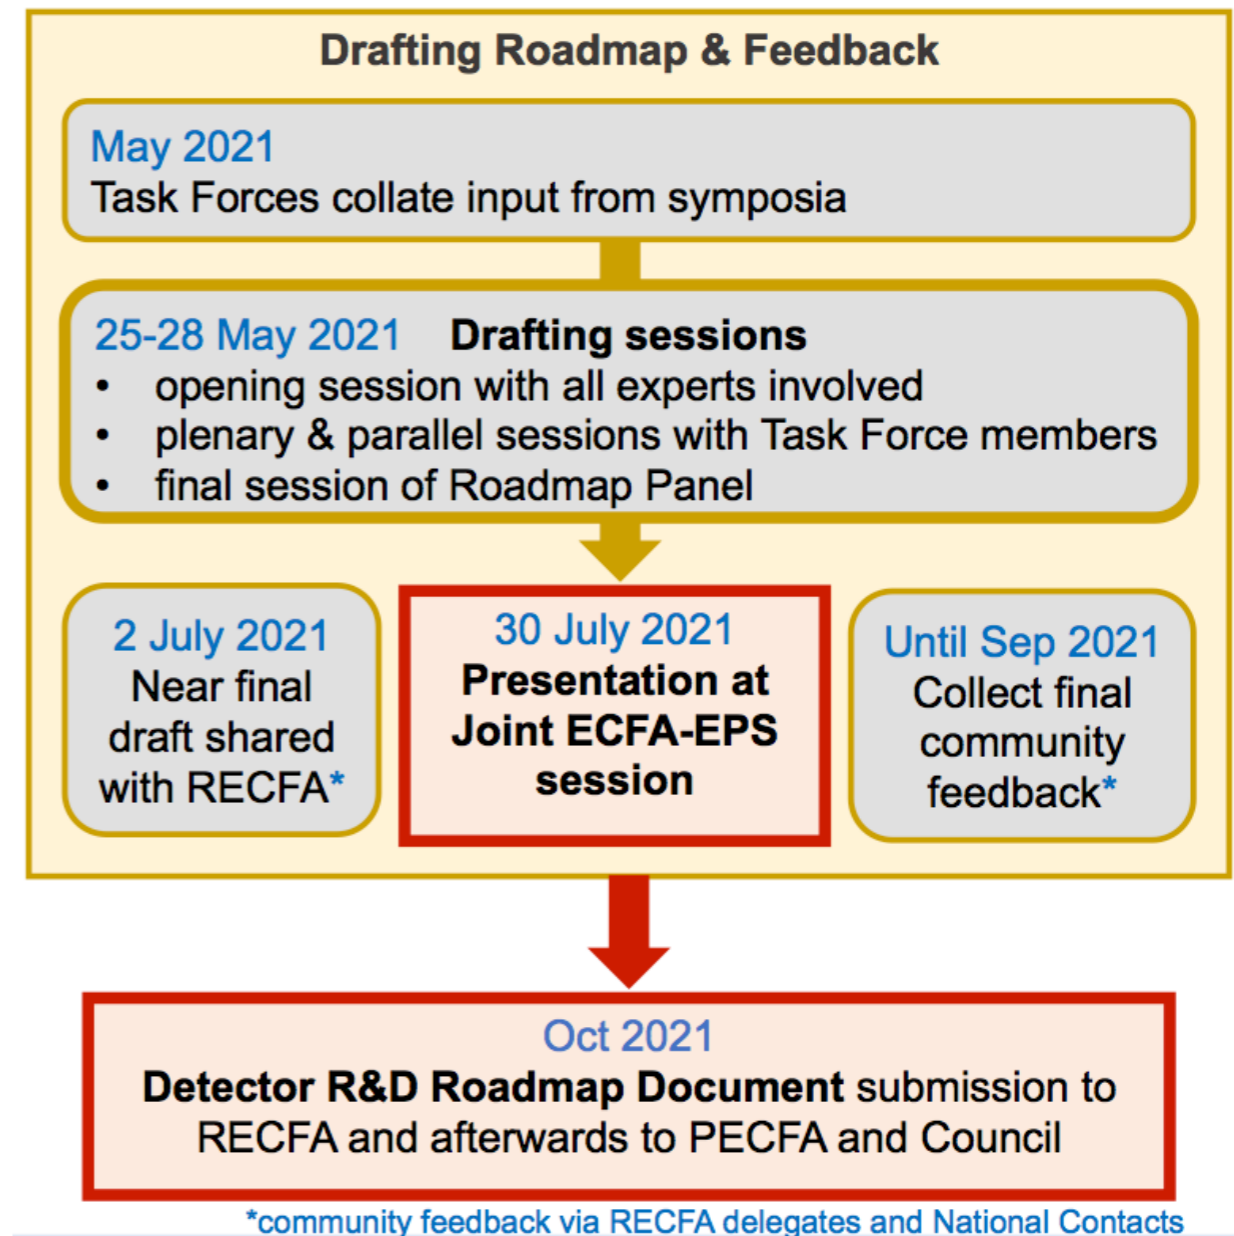 Drafting Roadmap & Feedback
May 2021
Task Forces collate input from symposia
25-28 May 2021 Drafting sessions
• opening session with all experts involved
• plenary & parallel sessions with Task Force members
• final session of Roadmap Panel
2 July 2021
Near final
draft shared
with RECFA*
30 July 2021
Presentation at
Joint ECFA-EPS
session
Until Sep 2021
Collect final
community
feedback*
Oct 2021
Detector R&D Roadmap Document submission to
RECFA and afterwards to PECFA and Council
*community feedback via RECFA delegates and National Contacts